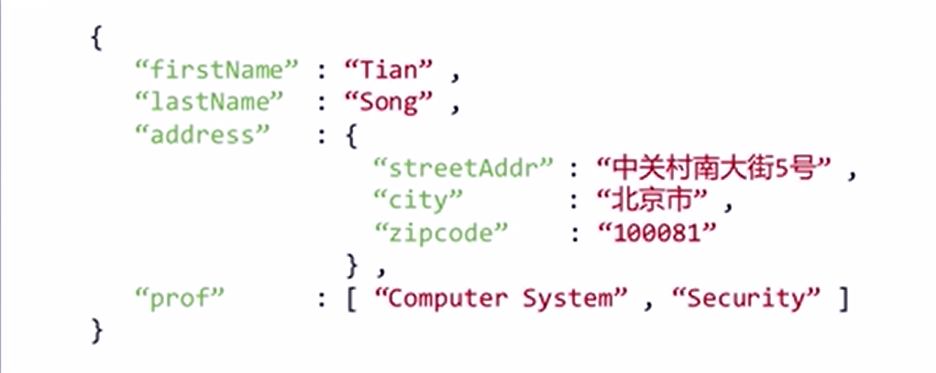 {
“firstName” : “Tian” ,
“lastName” : “Song” ,
“address” : {
“streetAddr” : “中关村南大街5号” ,
“city” : “北京市” ,
“zipcode” : “100081”
} ,
“prof” : [ “Computer System” , “Security” ]
}